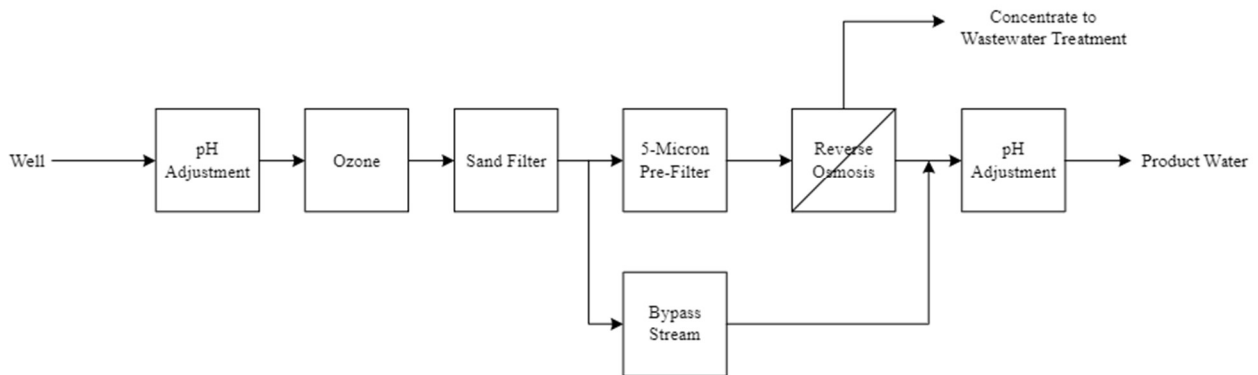 Concentrate to
Wastewater Treatment
Well
pH
Adjustment
Ozone
Sand Filter
5-Micron
Pre-Filter
Reverse
Osmosis
pH
Adjustment
Product Water
Bypass
Stream